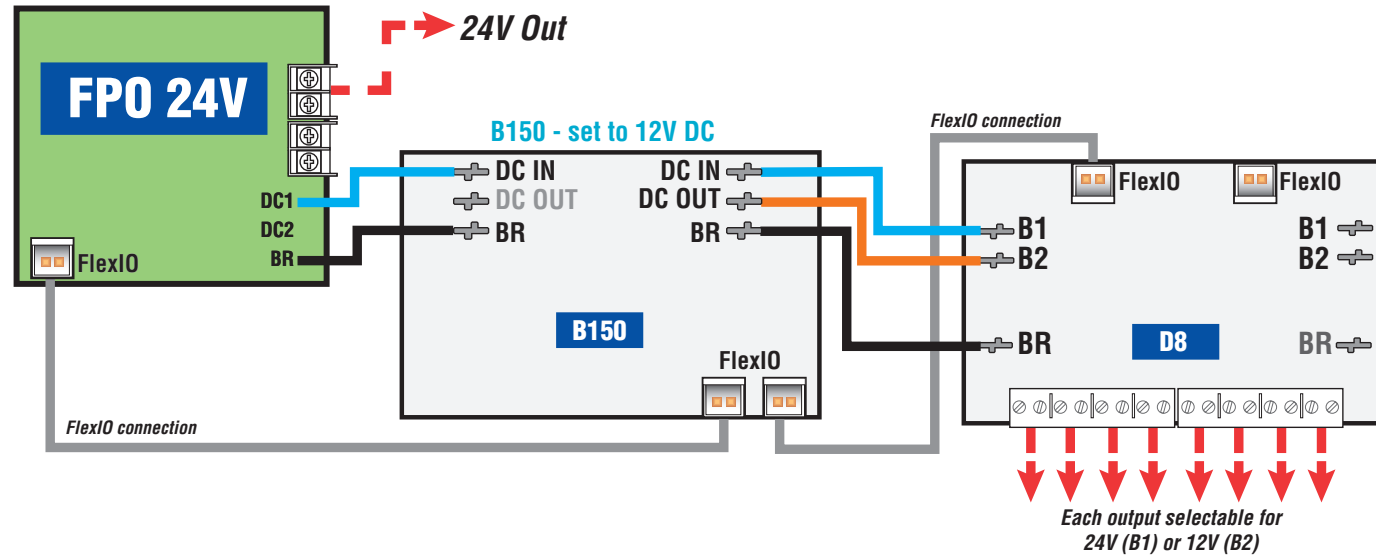 24V Out
FPO 24V
DC1
DC2
BR
FlexIO
FlexIO connection
B150 - set to 12V DC
DC IN
DC OUT
BR
DC IN
DC OUT
BR
B150
FlexIO
FlexIO connection
FlexIO
FlexIO
B1
B2
BR
B1
B2
BR
D8
Each output selectable for
24V (B1) or 12V (B2)